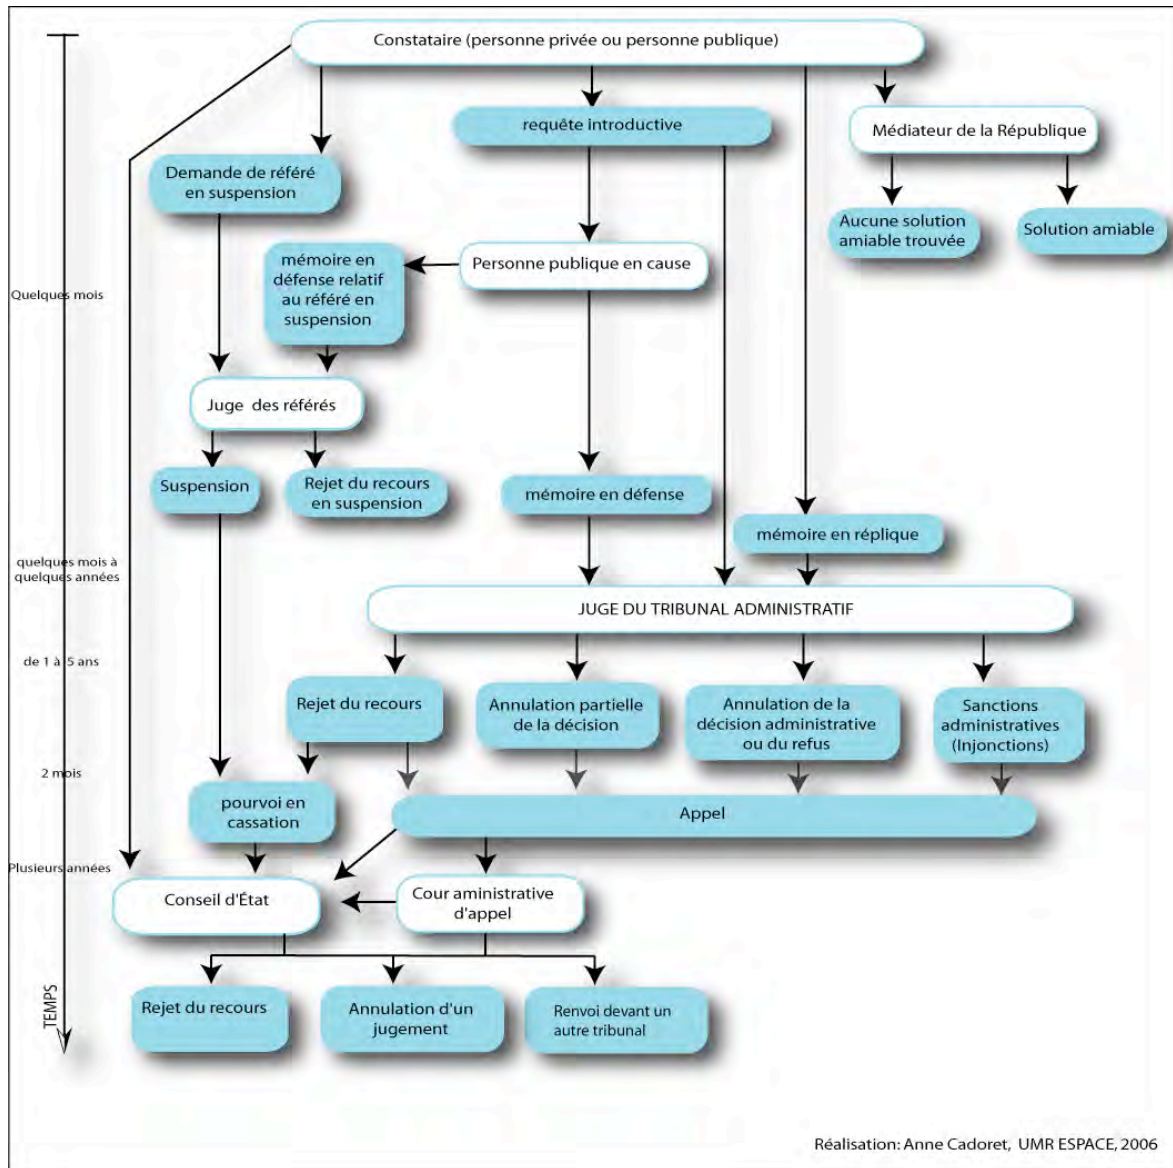 Constataire (personne privée ou personne publique)
requête introductive
Médiateur de la République
Demande de référé
en suspension
Aucune solution
amiable trouvée
Solution amiable
mémoire en
défense relatif
au référé en
suspension
Personne publique en cause
Quelques mois
Juge des référés
Suspension
Rejet du recours
en suspension
mémoire en défense
mémoire en réplique
quelques mois à
quelques années
JUGE DU TRIBUNAL ADMINISTRATIF
de 1 à 5 ans
Rejet du recours
Annulation partielle
de la décision
Annulation de la
décision administrative
ou du refus
Sanctions
administratives
(Injonctions)
2 mois
pourvoi en
cassation
Appel
Plusieurs années
Conseil d'État
Cour aministrative
d'appel
TEMPS
Rejet du recours
Annulation d'un
jugement
Renvoi devant un
autre tribunal
Réalisation: Anne Cadoret, UMR ESPACE, 2006